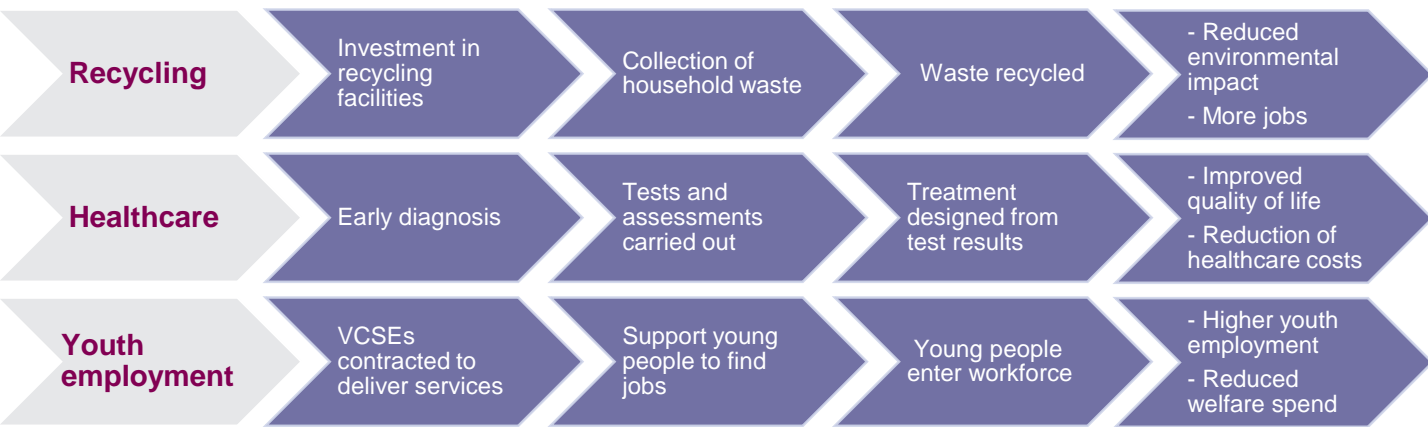 Recycling
Investment in
recycling
facilities
Collection of
household waste
Waste recycled
- Reduced
environmental
impact
- More jobs
Healthcare
Early diagnosis
Tests and
assessments
carried out
Treatment
designed from
test results
- Improved
quality of life
- Reduction of
healthcare costs
Youth
employment
VCSEs
contracted to
deliver services
Support young
people to find
jobs
Young people
enter workforce
- Higher youth
employment
- Reduced
welfare spend